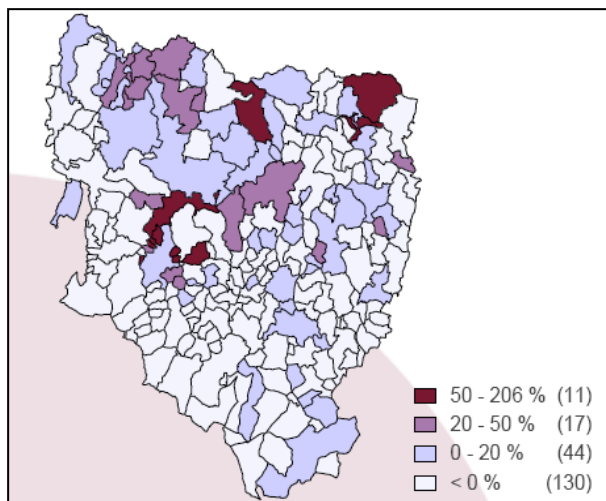 50 - 206 % (11)
20 - 50 % (17)
0 - 20 % (44)
< 0 % (130)